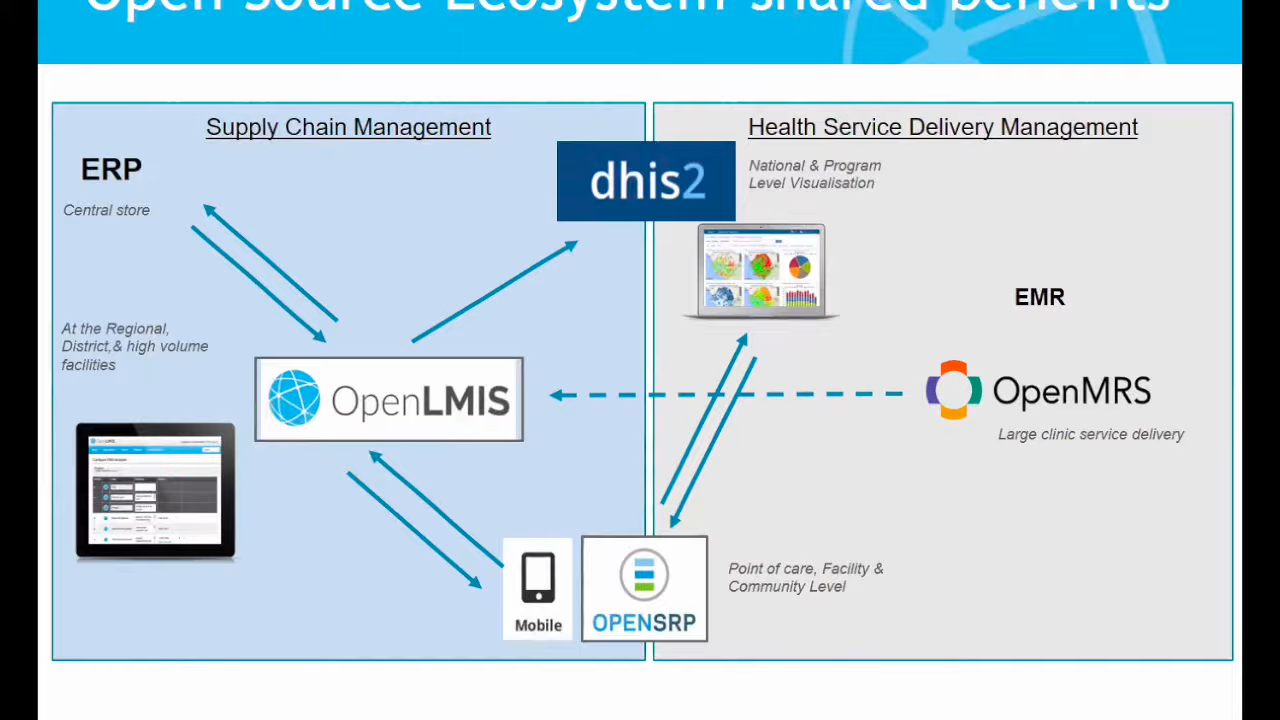 Open Source Ecosystem shared benefits
Supply Chain Management
Health Service Delivery Management
ERP
Central store
dhis2
National & Program
Level Visualisation
EMR
At the Regional,
District,& high volume
facilities
OpenLMIS
OpenMRS
Large clinic service delivery
Mobile
OPENSRP
Point of care, Facility &
Community Level